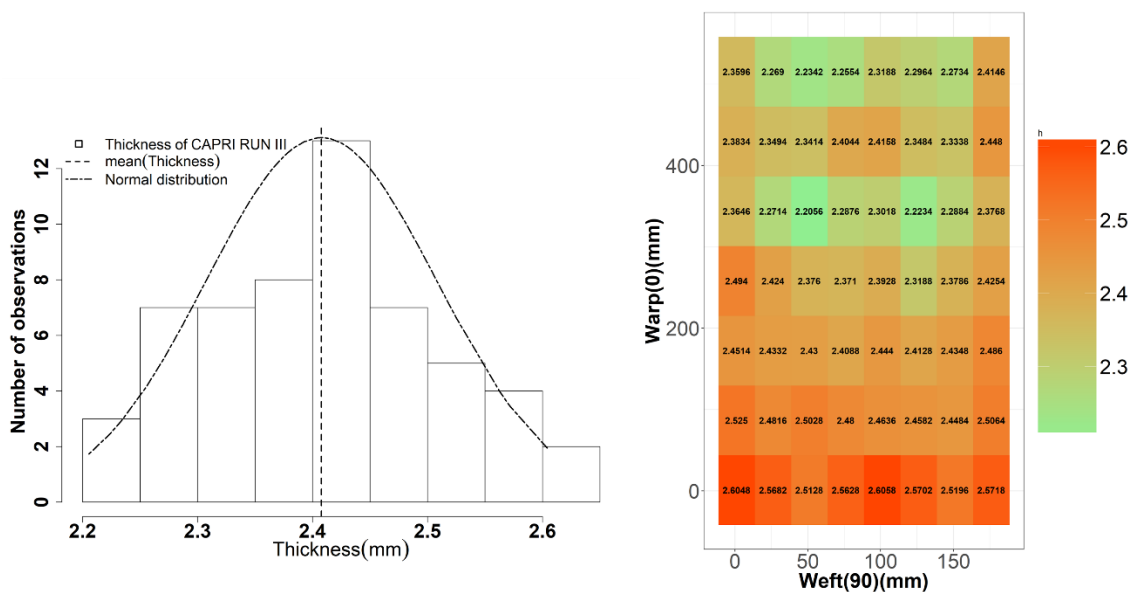 Thickness of CAPRI RUN III
mean(Thickness)
Normal distribution
Number of observations
0 2 4 6 8 10 12
2.2 2.3 2.4 2.5 2.6
Thickness(mm)
Warp(0)(mm)
400
200
0
2.3596 2.269 2.2342 2.2554 2.3188 2.2964 2.2734 2.4146
2.3834 2.3494 2.3414 2.4044 2.4158 2.3484 2.3338 2.448
2.3646 2.2714 2.2056 2.2876 2.3018 2.2234 2.2884 2.3768
2.494 2.424 2.376 2.371 2.3928 2.3188 2.3786 2.4254
2.4514 2.4332 2.43 2.4088 2.444 2.4128 2.4348 2.486
2.525 2.4816 2.5028 2.48 2.4636 2.4582 2.4484 2.5064
2.6048 2.5682 2.5128 2.5628 2.6058 2.5702 2.5196 2.5718
0 50 100 150
Weft(90)(mm)
h
2.6
2.5
2.4
2.3